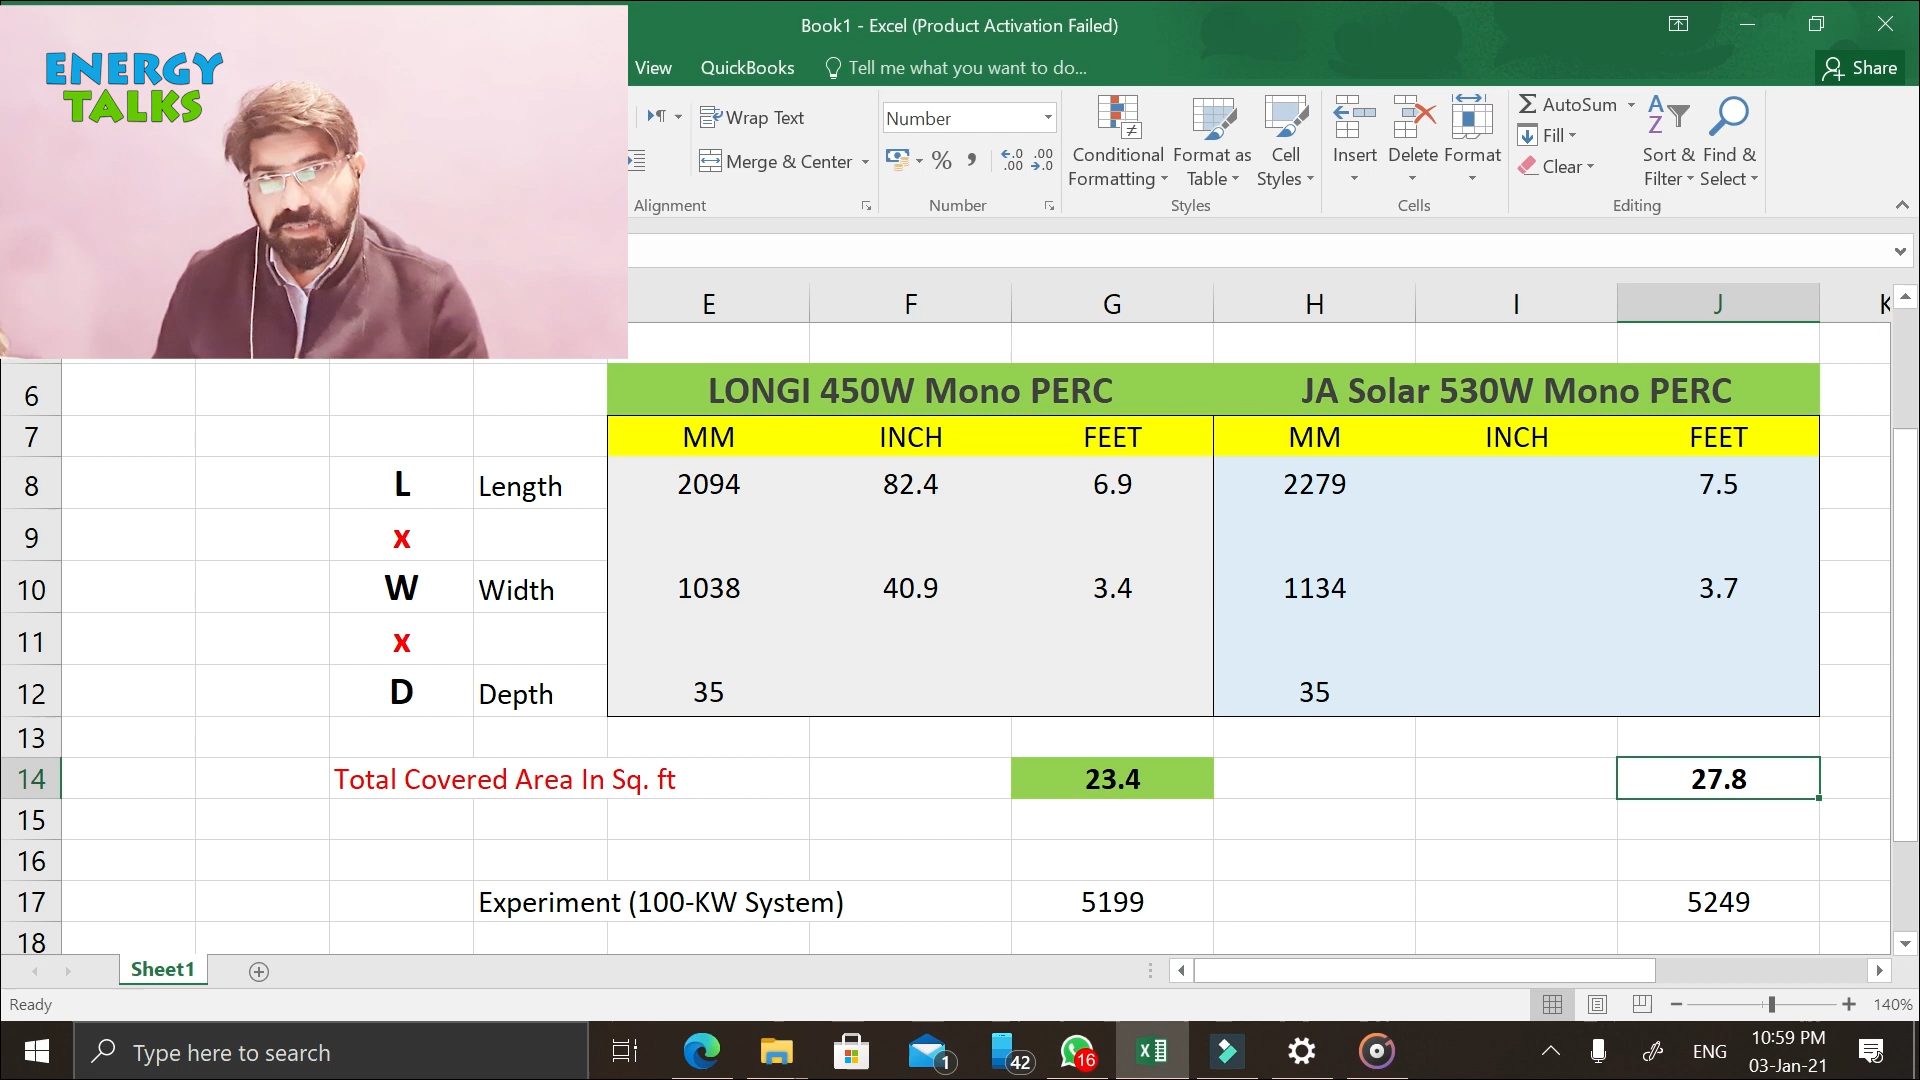 ENERGY
TALKS
Book1 - Excel (Product Activation Failed)
View QuickBooks Tell me what you want to do... Share
Wrap Text
Merge & Center
Alignment
Number
% , .00 .00
Number
Conditional Formatting
Format as Table
Cell Styles
Styles
Insert Delete Format
Cells
AutoSum
Fill
Clear
Sort & Filter
Find & Select
Editing
E F G H I J K
6 LONGI 450W Mono PERC JA Solar 530W Mono PERC
7 MM INCH FEET MM INCH FEET
8 L Length 2094 82.4 6.9 2279 7.5
9 x
10 W Width 1038 40.9 3.4 1134 3.7
11 x
12 D Depth 35 35
13
14 Total Covered Area In Sq. ft 23.4 27.8
15
16
17 Experiment (100-KW System) 5199 5249
18
Sheet1
Ready 140%
Type here to search 1 42 16 ENG 10:59 PM
03-Jan-21